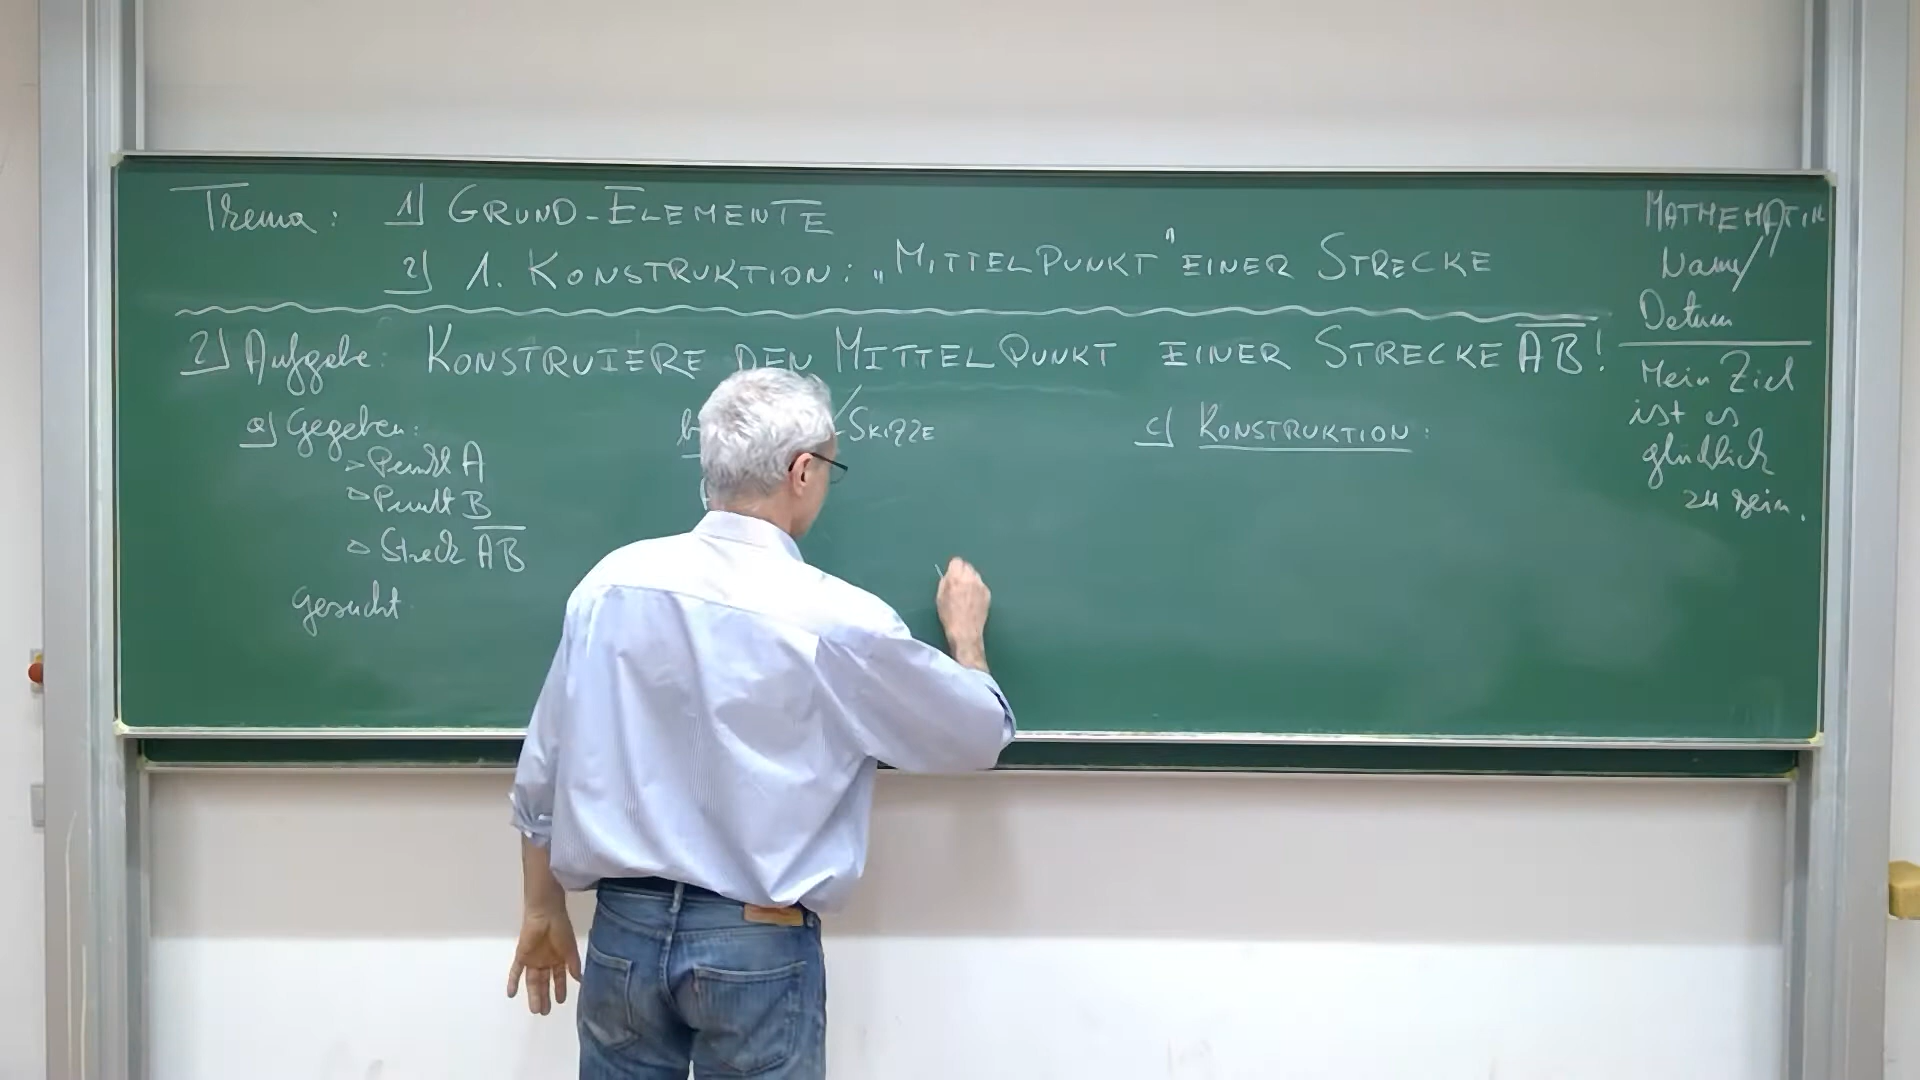 Thema: 1) GRUND-ELEMENTE
2) 1. KONSTRUKTION: „MITTELPUNKT" EINER STRECKE
2) Aufgabe: KONSTRUIERE DEN MITTELPUNKT EINER STRECKE AB!
a) Gegeben:
Punkt A
Punkt B
Streck AB
gesucht
SKIZZE
c) KONSTRUKTION:
MATHEMATIK
Name/
Datum
Mein Ziel
ist es
glücklich
zu sein.